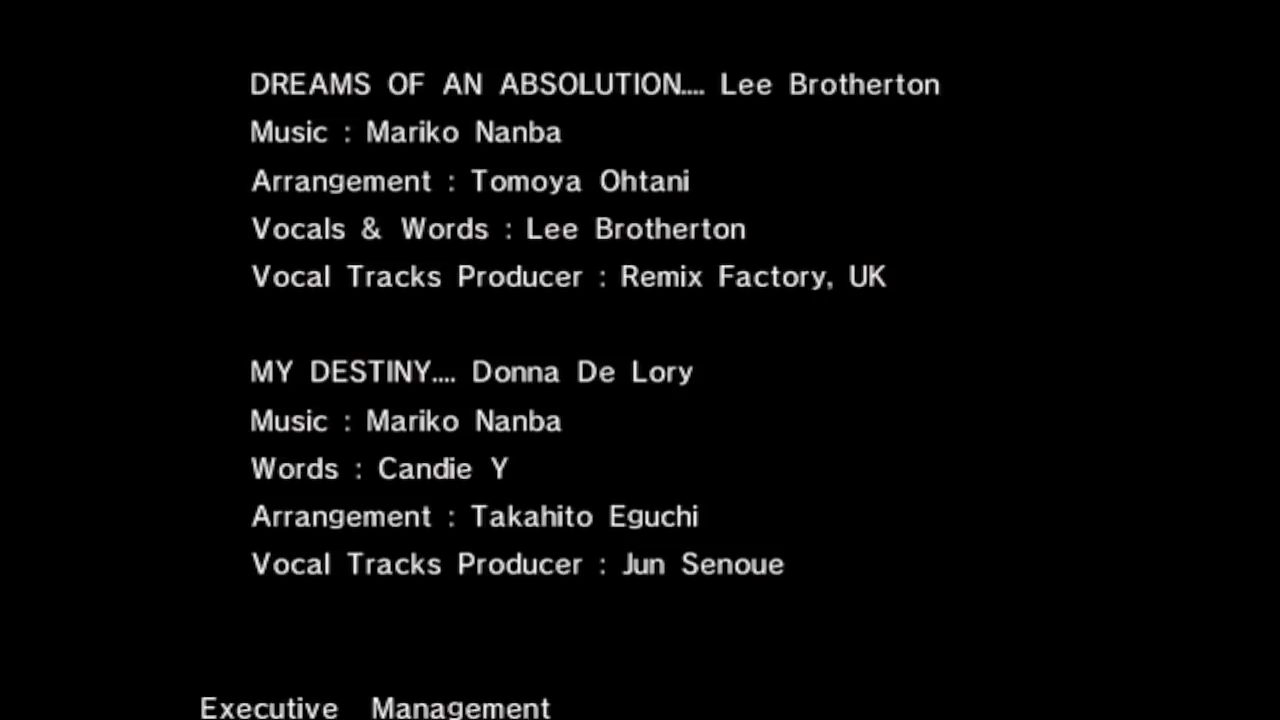 DREAMS OF AN ABSOLUTION.... Lee Brotherton
Music : Mariko Nanba
Arrangement : Tomoya Ohtani
Vocals & Words : Lee Brotherton
Vocal Tracks Producer : Remix Factory, UK
MY DESTINY.... Donna De Lory
Music : Mariko Nanba
Words : Candie Y
Arrangement : Takahito Eguchi
Vocal Tracks Producer : Jun Senoue
Executive Management